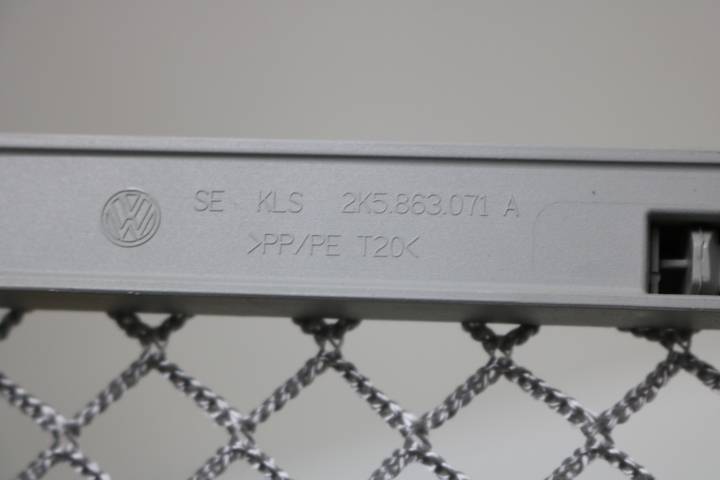 SE KLS 2K5.863.071 A
>PP/PE T20<